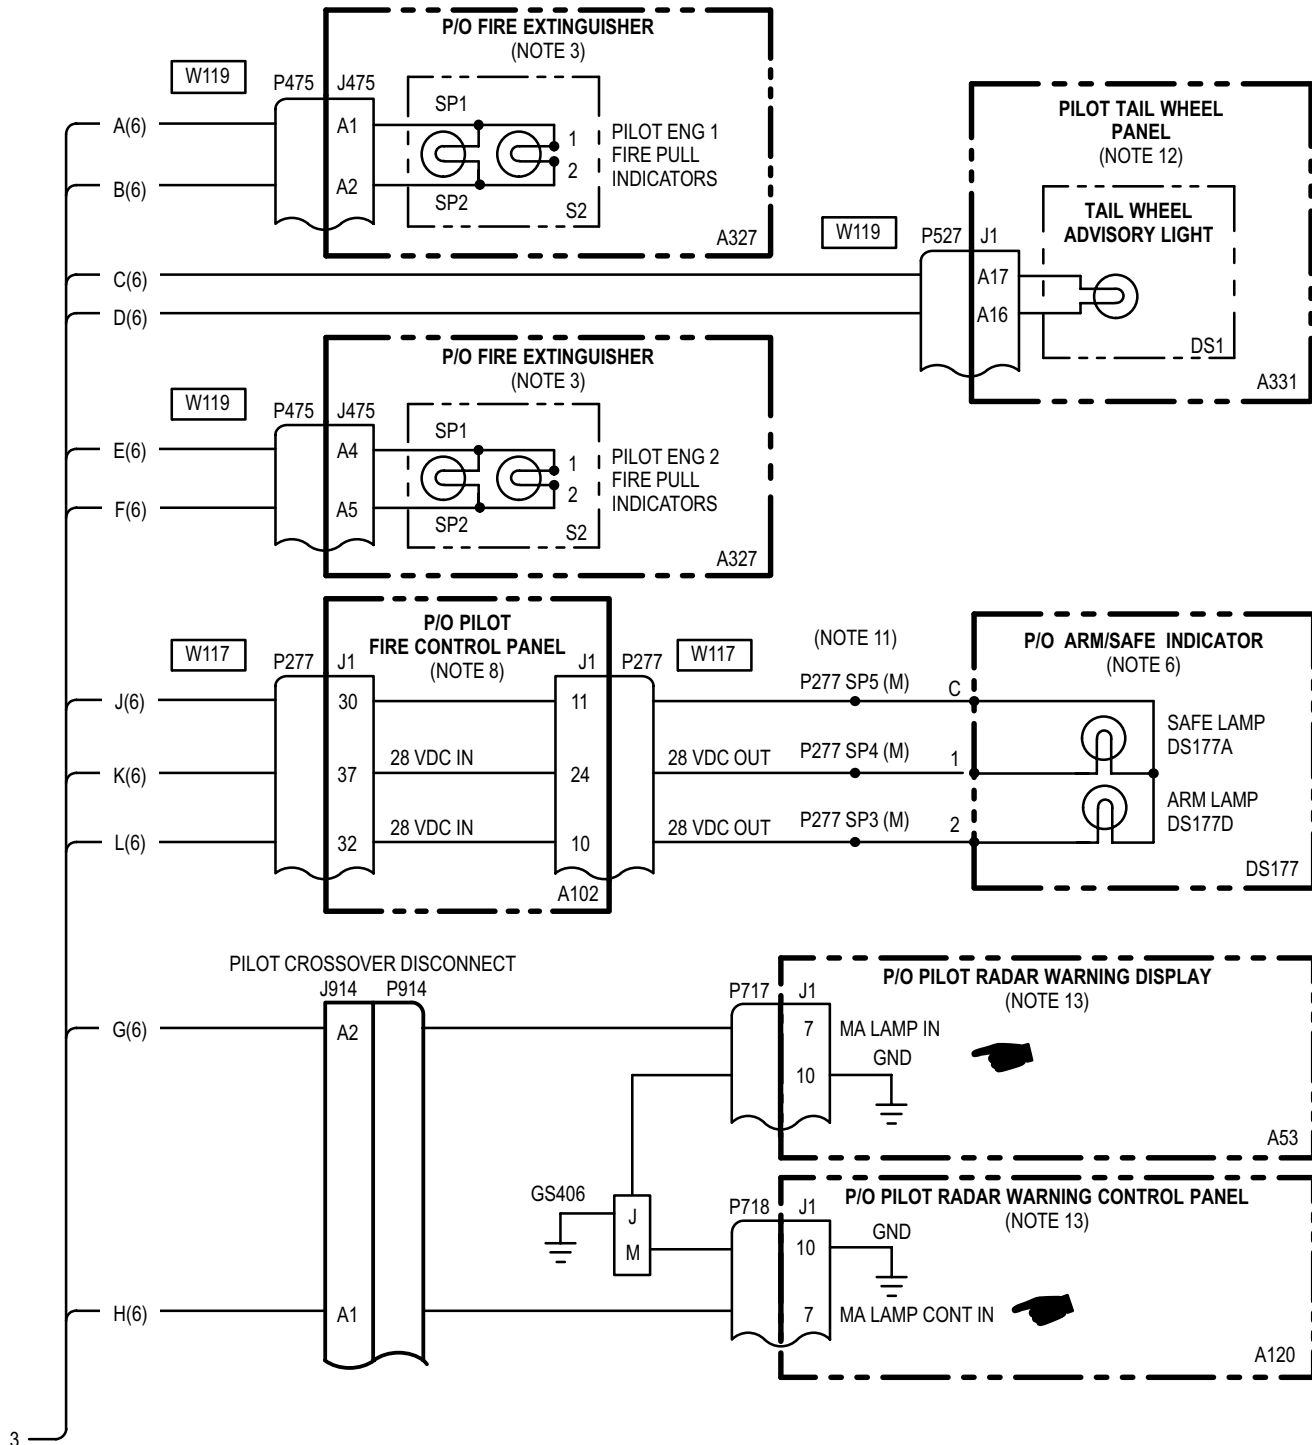 P/O FIRE EXTINGUISHER
(NOTE 3)
W119
P475 J475
SP1
A(6)
A1
1
PILOT ENG 1
FIRE PULL
INDICATORS
2
B(6)
A2
SP2
S2
A327
PILOT TAIL WHEEL
PANEL
(NOTE 12)
TAIL WHEEL
ADVISORY LIGHT
W119
P527 J1
C(6)
A17
D(6)
A16
DS1
A331
P/O FIRE EXTINGUISHER
(NOTE 3)
W119
P475 J475
SP1
E(6)
A4
1
PILOT ENG 2
FIRE PULL
INDICATORS
2
F(6)
A5
SP2
S2
A327
P/O PILOT
FIRE CONTROL PANEL
(NOTE 8)
W117
P277 J1
J1 P277
W117
(NOTE 11)
P/O ARM/SAFE INDICATOR
(NOTE 6)
J(6)
30
11
P277 SP5 (M)
C
SAFE LAMP
DS177A
K(6)
37
28 VDC IN
24
28 VDC OUT
P277 SP4 (M)
1
ARM LAMP
DS177D
L(6)
32
28 VDC IN
10
28 VDC OUT
P277 SP3 (M)
2
DS177
A102
PILOT CROSSOVER DISCONNECT
J914 P914
P/O PILOT RADAR WARNING DISPLAY
(NOTE 13)
P717 J1
G(6)
A2
7
MA LAMP IN
GND
10
A53
P/O PILOT RADAR WARNING CONTROL PANEL
(NOTE 13)
GS406
J
M
P718 J1
GND
10
H(6)
A1
7
MA LAMP CONT IN
A120
3